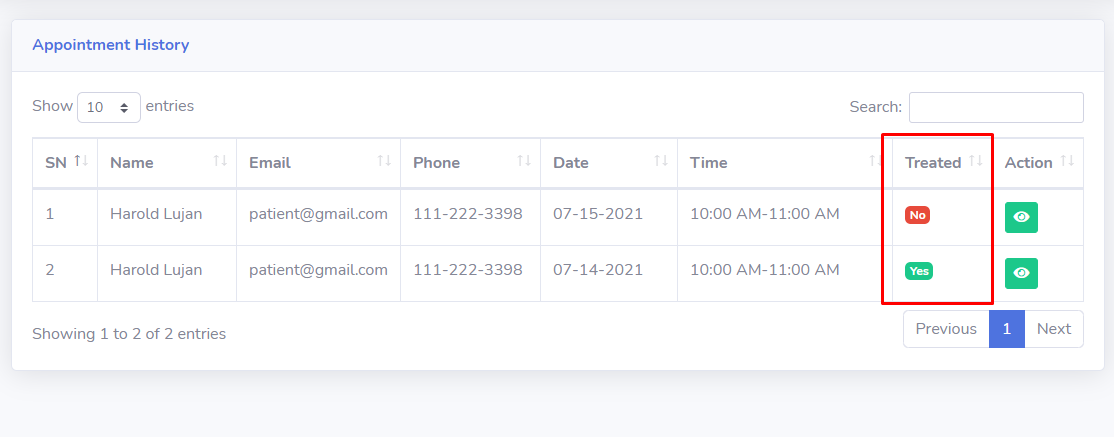 Appointment History
Show 10 entries Search:
SN Name Email Phone Date Time Treated Action
1 Harold Lujan patient@gmail.com 111-222-3398 07-15-2021 10:00 AM-11:00 AM No
2 Harold Lujan patient@gmail.com 111-222-3398 07-14-2021 10:00 AM-11:00 AM Yes
Showing 1 to 2 of 2 entries Previous 1 Next